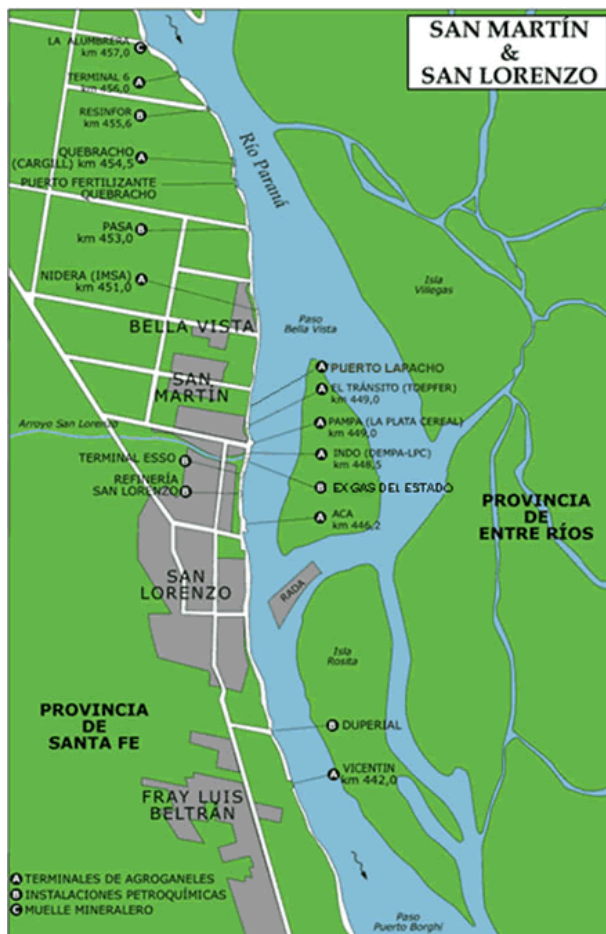 SAN MARTÍN
&
SAN LORENZO
LA ALUMBRERA
km 457,0
C
TERMINAL 6
km 456,0
A
RESINFOR
km 455,6
B
QUEBRACHO
(CARGILL) km 454,5
A
PUERTO FERTILIZANTE
QUEBRACHO
PASA
km 453,0
B
NIDERA (IMSA)
km 451,0
A
Río Paraná
Isla
Villegas
Paso
Bella Vista
BELLA VISTA
SAN
MARTÍN
A PUERTO LAPACHO
A EL TRÁNSITO (TOEPFER)
km 449,0
A PAMPA (LA PLATA CEREAL)
km 449,0
Arroyo San Lorenzo
A INDO (DEMPA-LPC)
km 448,5
TERMINAL ESSO B
REFINERÍA
SAN LORENZO B
B EX GAS DEL ESTADO
A ACA
km 446,2
PROVINCIA
DE
ENTRE RÍOS
SAN
LORENZO
RADA
Isla
Rosita
PROVINCIA
DE
SANTA FE
B DUPERIAL
A VICENTIN
km 442,0
FRAY LUIS
BELTRÁN
A TERMINALES DE AGROGANELES
B INSTALACIONES PETROQUÍMICAS
C MUELLE MINERALERO
Paso
Puerto Borghi